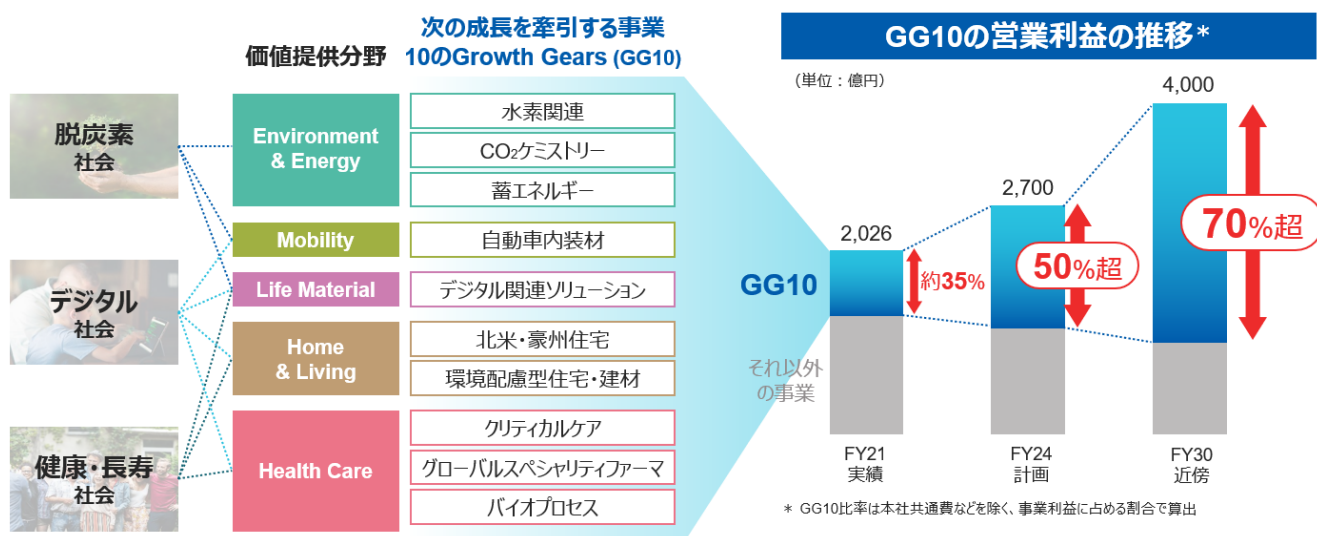 価値提供分野
次の成長を牽引する事業
10のGrowth Gears (GG10)
脱炭素
社会
デジタル
社会
健康・長寿
社会
Environment
& Energy
水素関連
CO₂ケミストリー
蓄エネルギー
Mobility
自動車内装材
Life Material
デジタル関連ソリューション
Home
& Living
北米・豪州住宅
環境配慮型住宅・建材
Health Care
クリティカルケア
グローバルスペシャリティファーマ
バイオプロセス
GG10の営業利益の推移*
（単位：億円）
2,026
2,700
4,000
約35%
50%超
70%超
GG10
それ以外
の事業
FY21
実績
FY24
計画
FY30
近傍
* GG10比率は本社共通費などを除く、事業利益に占める割合で算出